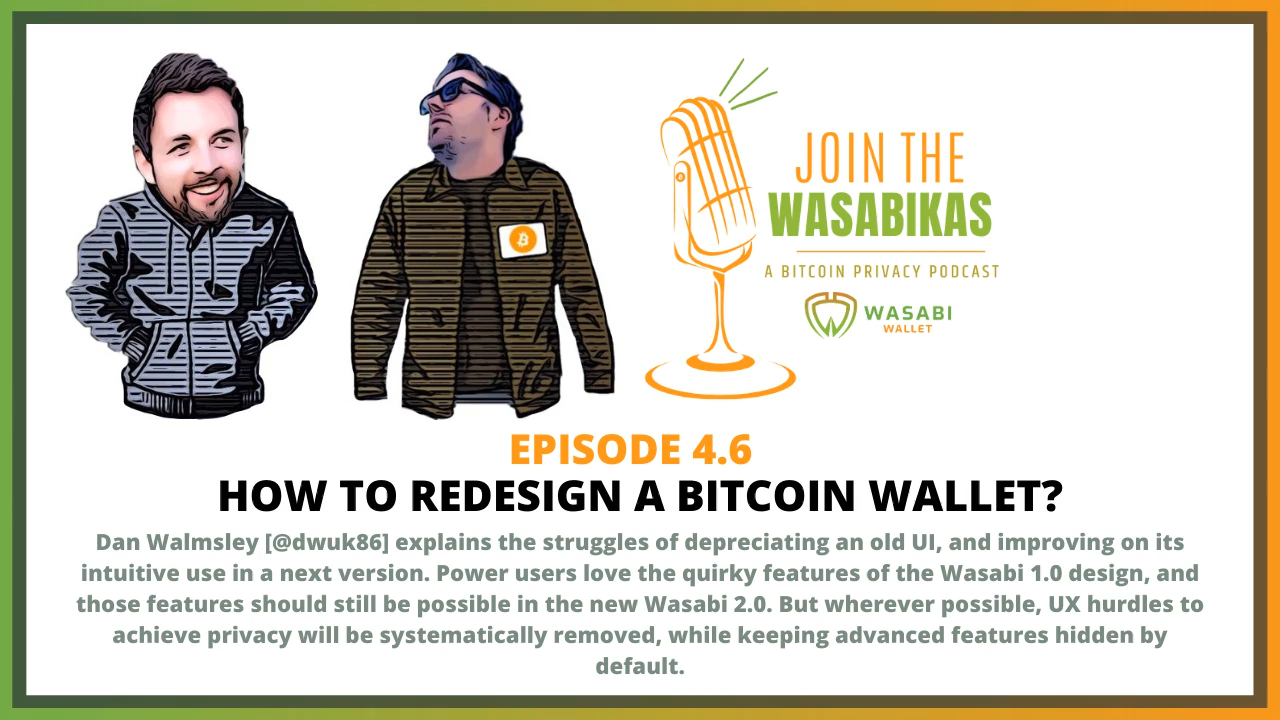 JOIN THE
WASABIKAS
A BITCOIN PRIVACY PODCAST
WASABI
WALLET
EPISODE 4.6
HOW TO REDESIGN A BITCOIN WALLET?
Dan Walmsley [@dwuk86] explains the struggles of depreciating an old UI, and improving on its
intuitive use in a next version. Power users love the quirky features of the Wasabi 1.0 design, and
those features should still be possible in the new Wasabi 2.0. But wherever possible, UX hurdles to
achieve privacy will be systematically removed, while keeping advanced features hidden by
default.